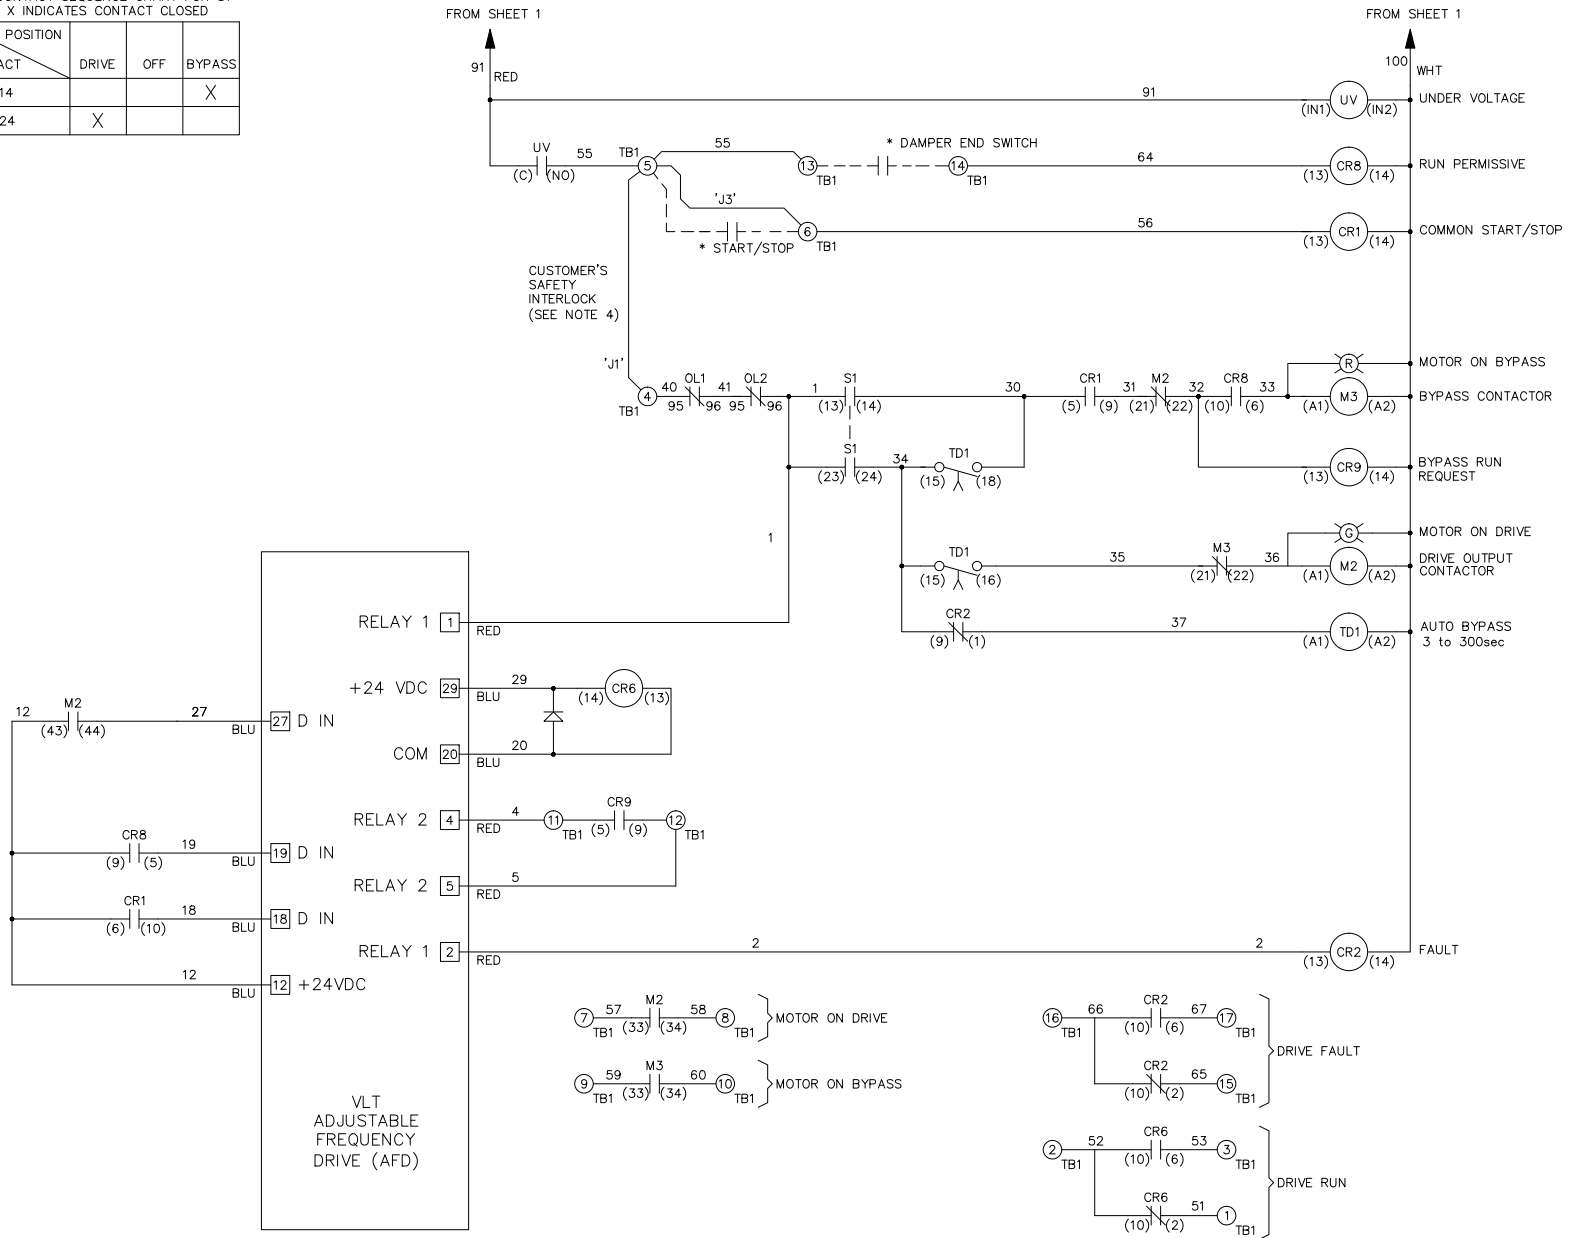 X INDICATES CONTACT CLOSED
POSITION
DRIVE OFF BYPASS
14 X
24 X
FROM SHEET 1
FROM SHEET 1
91 RED
100 WHT
91 (IN1) UV (IN2) UNDER VOLTAGE
UV (C) (NO) 55 TB1 5 55 13 TB1 * DAMPER END SWITCH 14 TB1 64 (13) CR8 (14) RUN PERMISSIVE
'J3'
* START/STOP 6 TB1 56 (13) CR1 (14) COMMON START/STOP
CUSTOMER'S
SAFETY
INTERLOCK
(SEE NOTE 4)
'J1'
R MOTOR ON BYPASS
4 TB1 40 OL1 95 96 41 OL2 95 96 1 S1 (13) (14) 30 CR1 (5) (9) 31 M2 (21) (22) 32 CR8 (10) (6) 33 (A1) M3 (A2) BYPASS CONTACTOR
S1 (23) (24) 34 TD1 (15) (18) (13) CR9 (14) BYPASS RUN
REQUEST
1
G MOTOR ON DRIVE
TD1 (15) (16) 35 M3 (21) (22) 36 (A1) M2 (A2) DRIVE OUTPUT
CONTACTOR
CR2 (9) (1) 37 (A1) TD1 (A2) AUTO BYPASS
3 to 300sec
RELAY 1 1 RED
+24 VDC 29 BLU 29 (14) CR6 (13)
12 M2 (43) (44) 27 BLU 27 D IN
COM 20 BLU 20
RELAY 2 4 RED 4 11 TB1 CR9 (5) (9) 12 TB1
CR8 (9) (5) 19 BLU 19 D IN
RELAY 2 5 RED 5
CR1 (6) (10) 18 BLU 18 D IN
RELAY 1 2 RED 2 2 (13) CR2 (14) FAULT
12 BLU 12 +24VDC
7 TB1 57 M2 (33) (34) 58 8 TB1 MOTOR ON DRIVE
9 TB1 59 M3 (33) (34) 60 10 TB1 MOTOR ON BYPASS
16 TB1 66 CR2 (10) (6) 67 17 TB1
DRIVE FAULT
CR2 (10) (2) 65 15 TB1
2 TB1 52 CR6 (10) (6) 53 3 TB1
DRIVE RUN
CR6 (10) (2) 51 1 TB1
VLT
ADJUSTABLE
FREQUENCY
DRIVE (AFD)